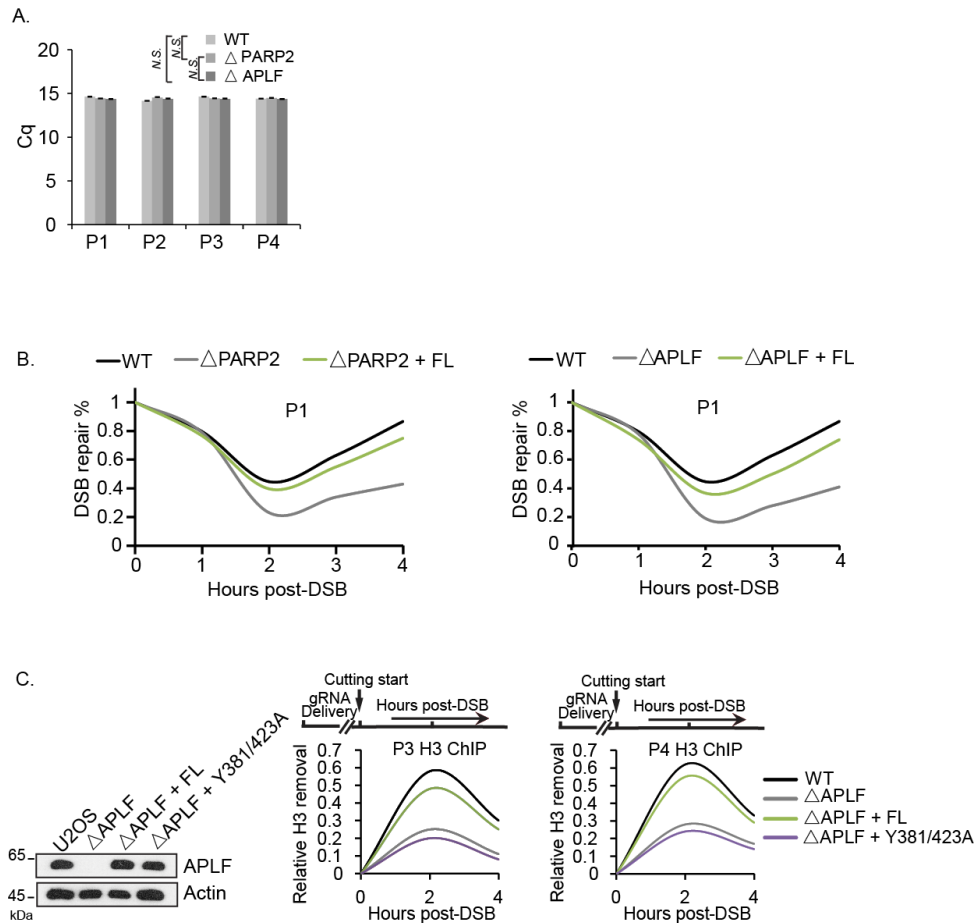 A.
N.S.
N.S.
N.S.
WT
△ PARP2
△ APLF
20
15
10
5
0
Cq
P1 P2 P3 P4
B.
WT △PARP2 △PARP2 + FL
P1
1
0.8
0.6
0.4
0.2
0
DSB repair %
0 1 2 3 4
Hours post-DSB
WT △APLF △APLF + FL
P1
1
0.8
0.6
0.4
0.2
0
DSB repair %
0 1 2 3 4
Hours post-DSB
C.
U2OS
△APLF
△APLF + FL
△APLF + Y381/423A
65
45
kDa
APLF
Actin
Cutting start
gRNA
Delivery
Hours post-DSB
P3 H3 ChIP
0.7
0.6
0.5
0.4
0.3
0.2
0.1
0
Relative H3 removal
0 2 4
Hours post-DSB
Cutting start
gRNA
Delivery
Hours post-DSB
P4 H3 ChIP
0.7
0.6
0.5
0.4
0.3
0.2
0.1
0
Relative H3 removal
0 2 4
Hours post-DSB
WT
△APLF
△APLF + FL
△APLF + Y381/423A